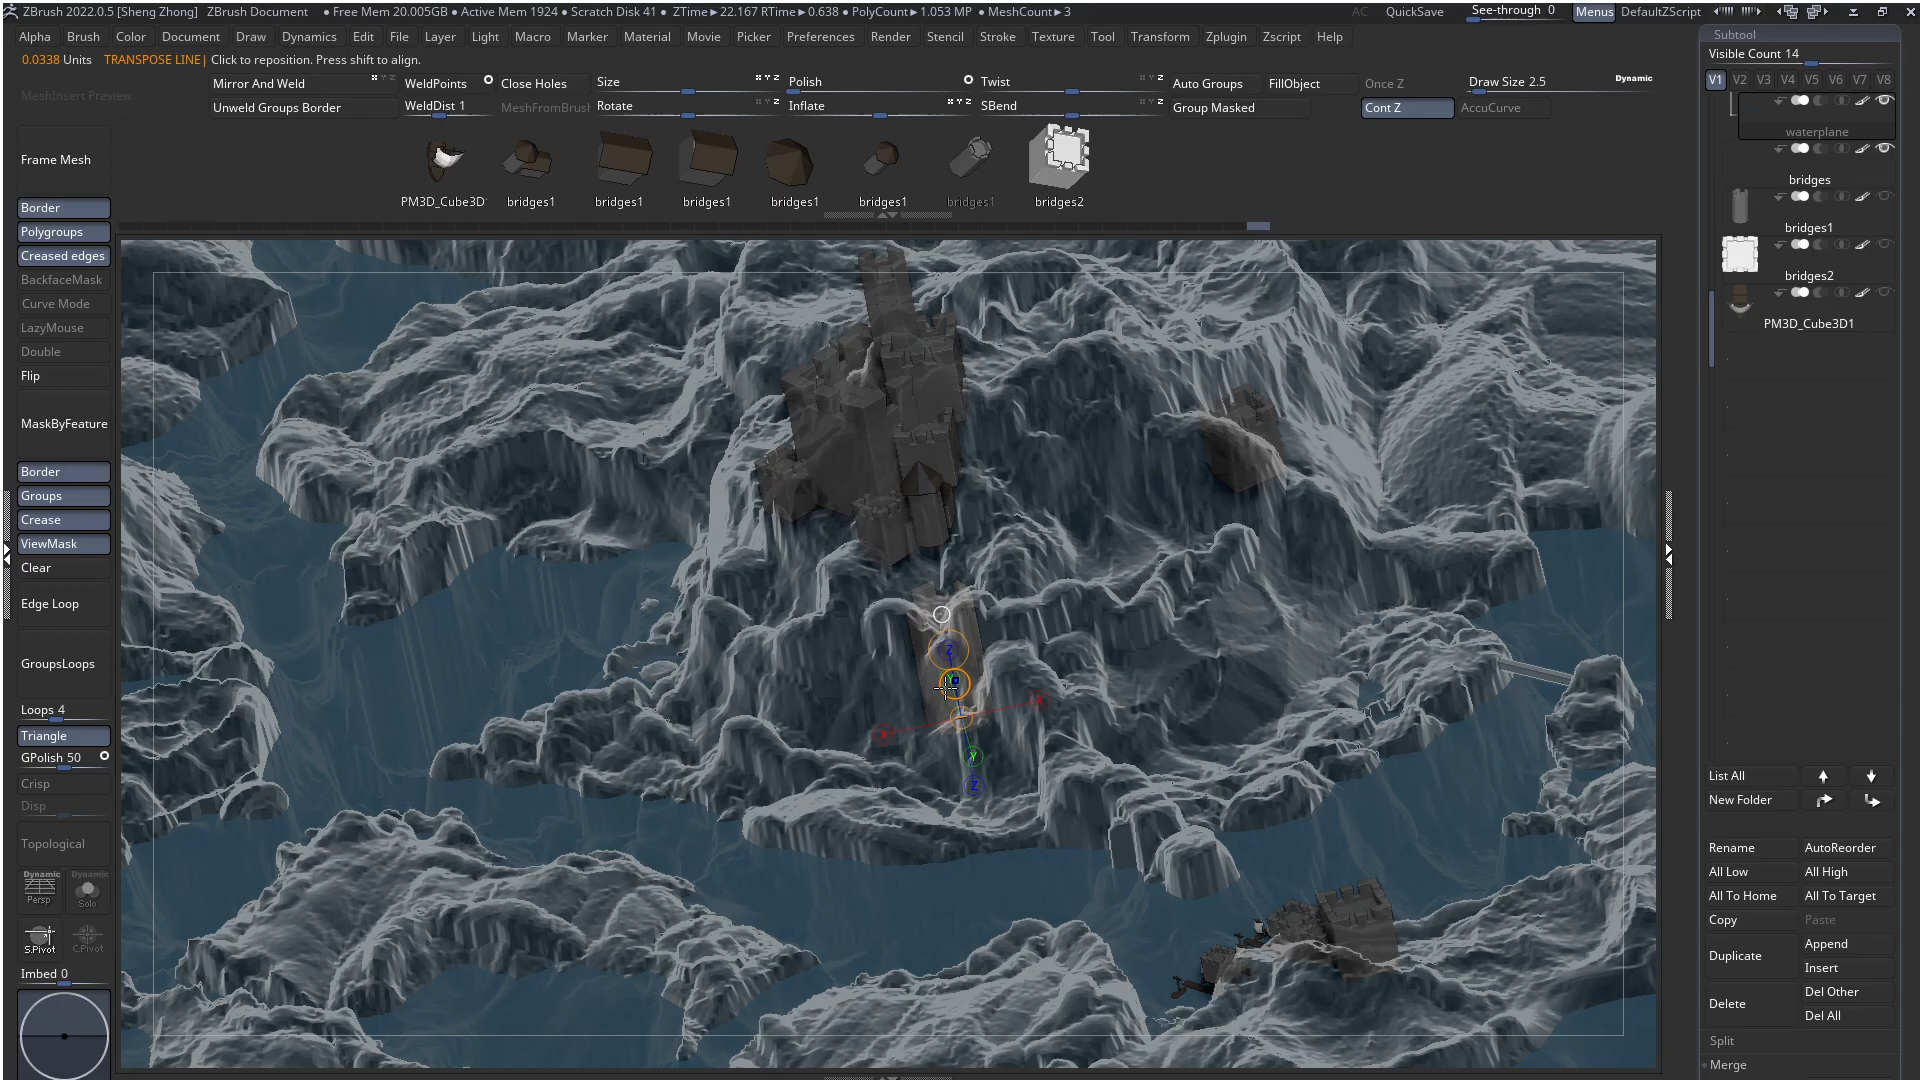 ZBrush 2022.0.5 [Sheng Zhong] ZBrush Document • Free Mem 20.005GB • Active Mem 1924 • Scratch Disk 41 • ZTime►22.167 RTime►0.638 • PolyCount►1.053 MP • MeshCount►3 AC QuickSave See-through 0 Menus DefaultZScript
Alpha Brush Color Document Draw Dynamics Edit File Layer Light Macro Marker Material Movie Picker Preferences Render Stencil Stroke Texture Tool Transform Zplugin Zscript Help
0.0338 Units TRANSPOSE LINE| Click to reposition. Press shift to align.
MeshInsert Preview
Mirror And Weld WeldPoints Close Holes Size Polish Twist Auto Groups FillObject Once Z Draw Size 2.5 Dynamic
Unweld Groups Border WeldDist 1 MeshFromBrush Rotate Inflate SBend Group Masked Cont Z AccuCurve
PM3D_Cube3D bridges1 bridges1 bridges1 bridges1 bridges1 bridges1 bridges2
Frame Mesh
Border
Polygroups
Creased edges
BackfaceMask
Curve Mode
LazyMouse
Double
Flip
MaskByFeature
Border
Groups
Crease
ViewMask
Clear
Edge Loop
GroupsLoops
Loops 4
Triangle
GPolish 50
Crisp
Disp
Topological
Dynamic Dynamic
Persp Solo
S.Pivot C.Pivot
Imbed 0
Z
Y
X X
Y
Z
Subtool
Visible Count 14
V1 V2 V3 V4 V5 V6 V7 V8
waterplane
bridges
bridges1
bridges2
PM3D_Cube3D1
List All
New Folder
Rename AutoReorder
All Low All High
All To Home All To Target
Copy Paste
Duplicate Append
Insert
Delete Del Other
Del All
Split
Merge